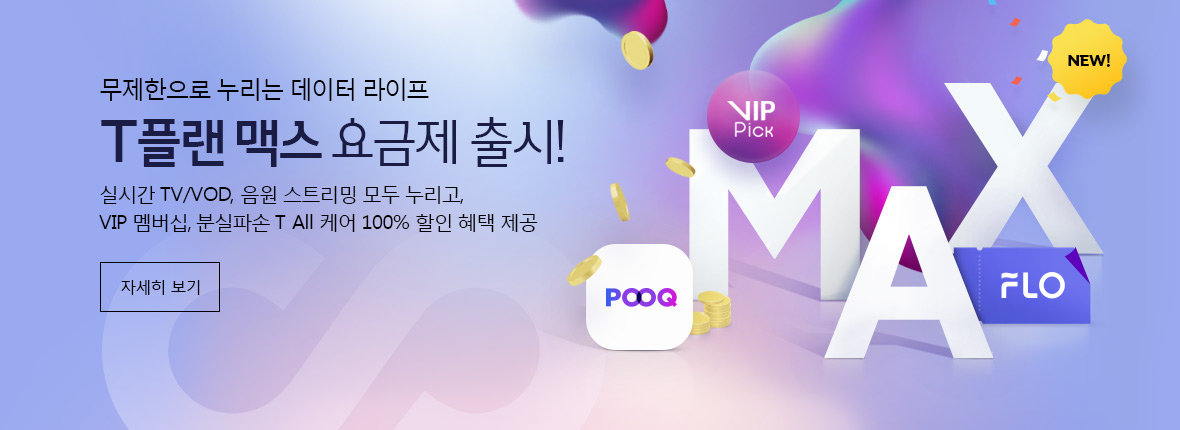 무제한으로 누리는 데이터 라이프
T플랜 맥스 요금제 출시!
실시간 TV/VOD, 음원 스트리밍 모두 누리고,
VIP 멤버십, 분실파손 T All 케어 100% 할인 혜택 제공
자세히 보기
NEW!
VIP
Pick
MAX
POOQ
FLO